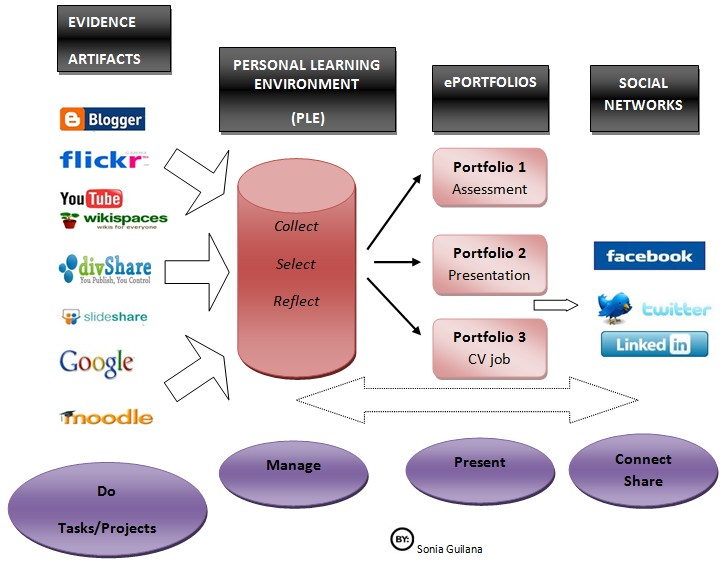 EVIDENCE
ARTIFACTS
PERSONAL LEARNING
ENVIRONMENT
(PLE)
ePORTFOLIOS
SOCIAL
NETWORKS
Blogger
flickr
YouTube
wikispaces
wikis for everyone
divShare
You Publish, You Control
slideshare
Google
moodle
Collect
Select
Reflect
Portfolio 1
Assessment
Portfolio 2
Presentation
Portfolio 3
CV job
facebook
twitter
Linked in
Do
Tasks/Projects
Manage
Present
Connect
Share
BY:
Sonia Guilana